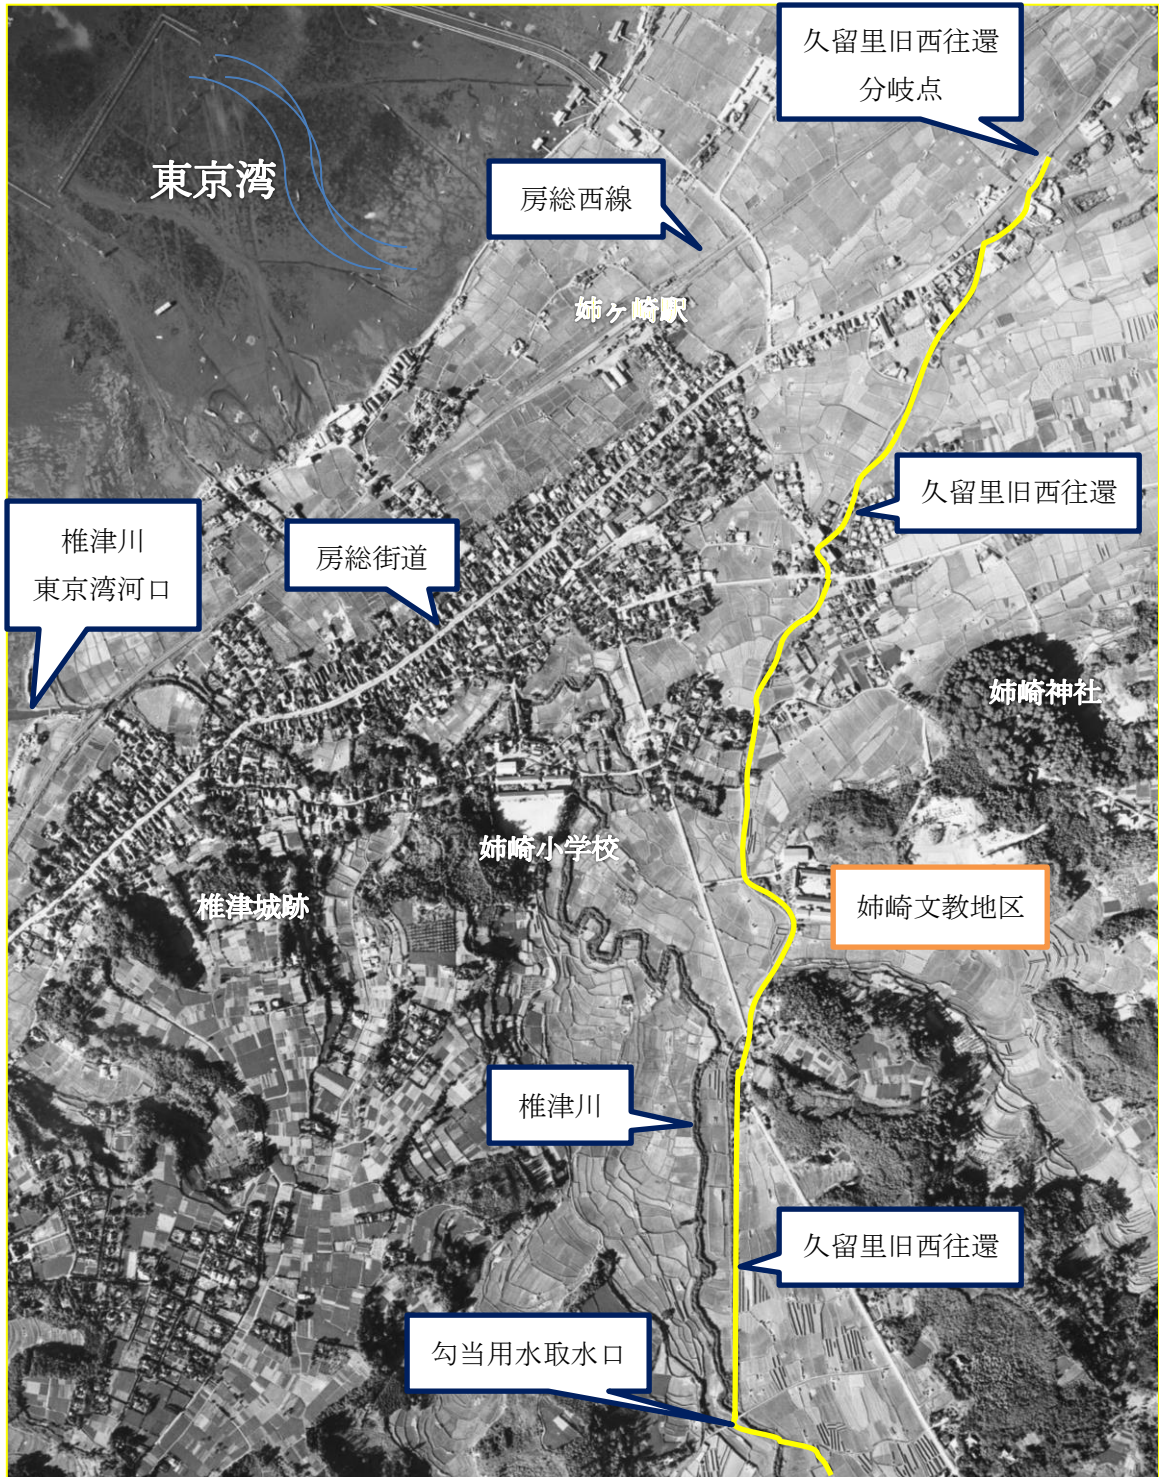 久留里旧西往還
分岐点
東京湾
房総西線
姉ヶ崎駅
久留里旧西往還
椎津川
東京湾河口
房総街道
姉崎神社
姉崎小学校
椎津城跡
姉崎文教地区
椎津川
久留里旧西往還
勾当用水取水口